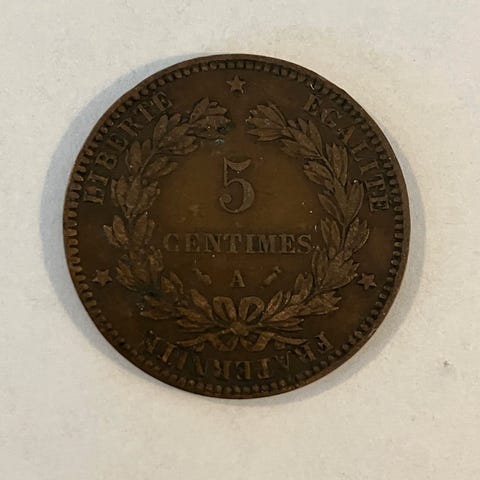 LIBERTE
EGALITE
FRATERNITE
5
CENTIMES
A